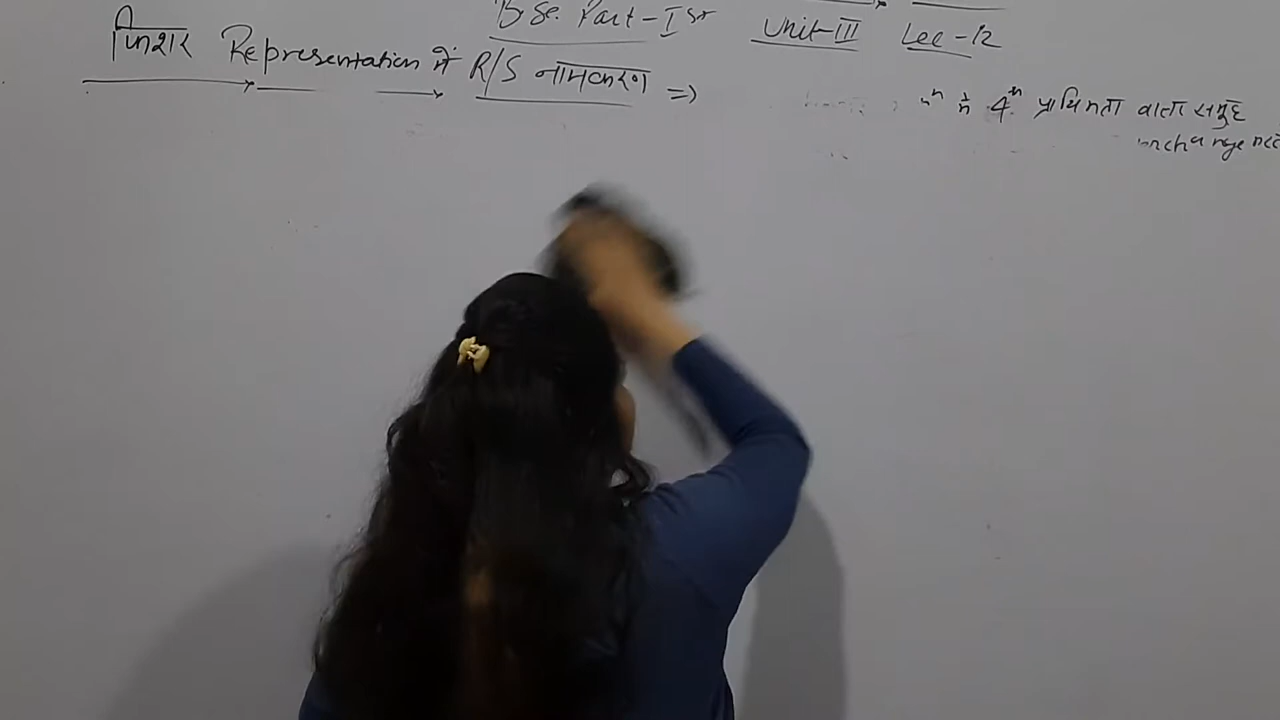 B.Sc. Part-Ist Unit-III Lec-12
फिशर Representation में R/S नामकरण ⇒
4th प्राथमिकता वाला समूह